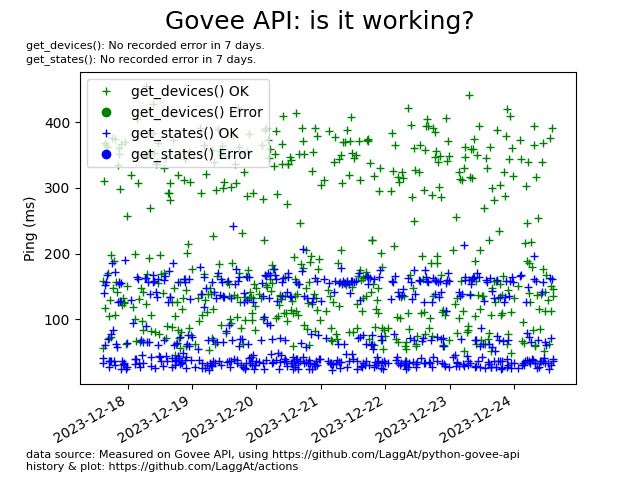 Govee API: is it working?
get_devices(): No recorded error in 7 days.
get_states(): No recorded error in 7 days.
get_devices() OK
get_devices() Error
get_states() OK
get_states() Error
400
300
200
100
Ping (ms)
2023-12-18
2023-12-19
2023-12-20
2023-12-21
2023-12-22
2023-12-23
2023-12-24
data source: Measured on Govee API, using https://github.com/LaggAt/python-govee-api
history & plot: https://github.com/LaggAt/actions